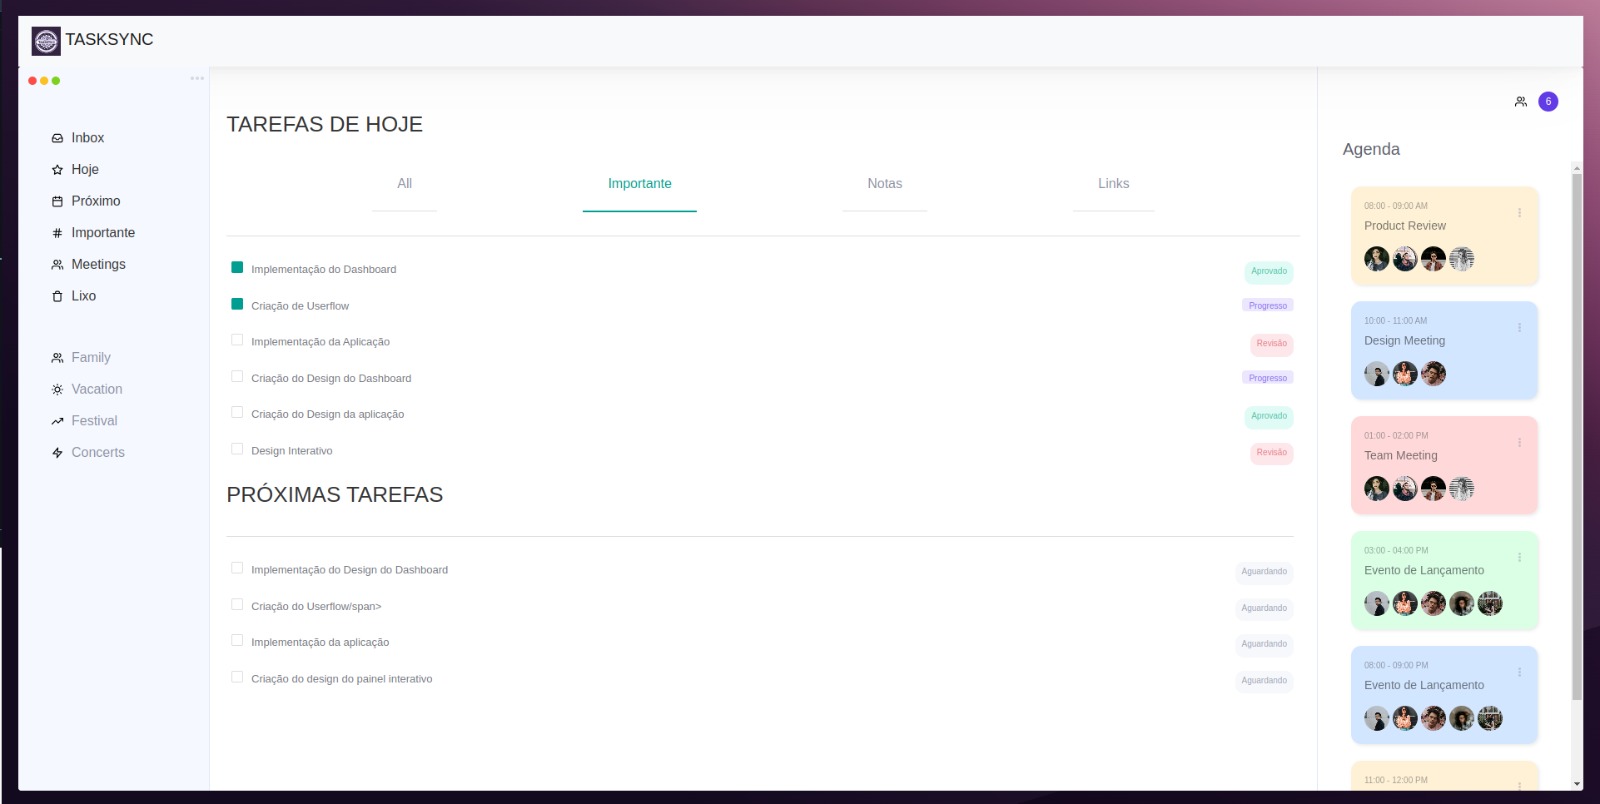 TASKSYNC
Inbox
Hoje
Próximo
Importante
Meetings
Lixo
Family
Vacation
Festival
Concerts
TAREFAS DE HOJE
All Importante Notas Links
Implementação do Dashboard Aprovado
Criação de Userflow Progresso
Implementação da Aplicação Revisão
Criação do Design do Dashboard Progresso
Criação do Design da aplicação Aprovado
Design Interativo Revisão
PRÓXIMAS TAREFAS
Implementação do Design do Dashboard Aguardando
Criação do Userflow/span> Aguardando
Implementação da aplicação Aguardando
Criação do design do painel interativo Aguardando
6
Agenda
08:00 - 09:00 AM
Product Review
10:00 - 11:00 AM
Design Meeting
01:00 - 02:00 PM
Team Meeting
03:00 - 04:00 PM
Evento de Lançamento
08:00 - 09:00 PM
Evento de Lançamento
11:00 - 12:00 PM